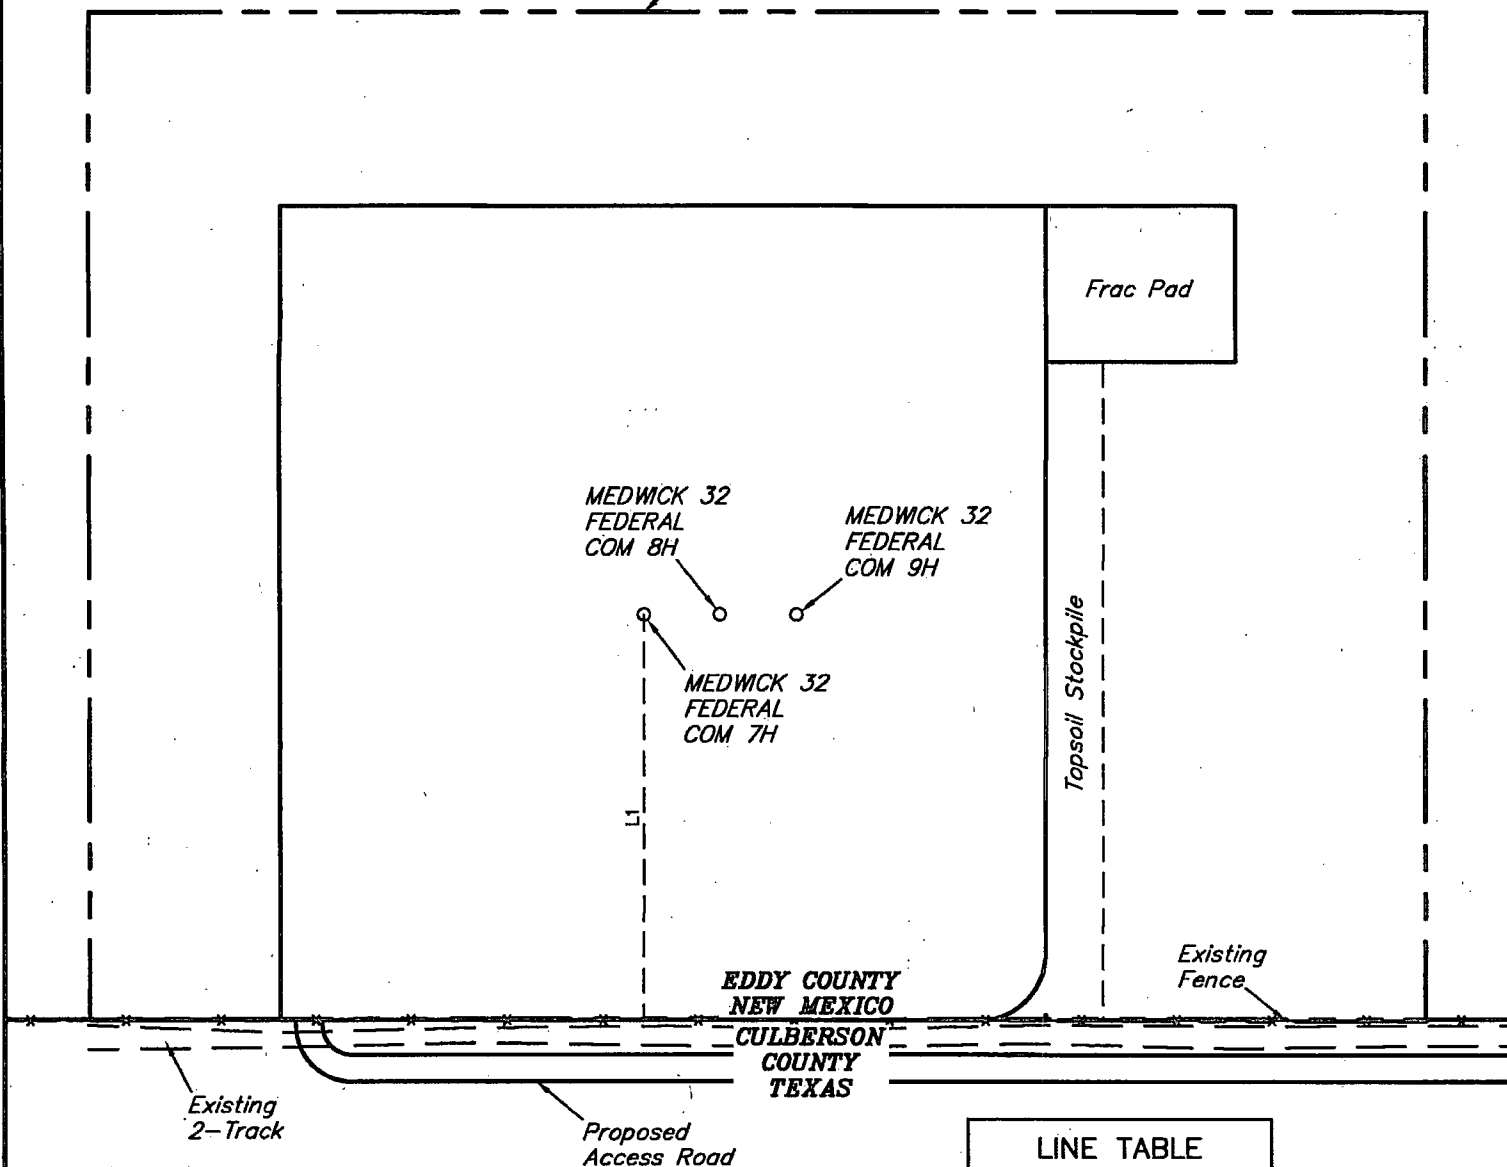 Frac Pad
MEDWICK 32
FEDERAL
COM 8H
MEDWICK 32
FEDERAL
COM 9H
MEDWICK 32
FEDERAL
COM 7H
Topsoil Stockpile
L1
EDDY COUNTY
NEW MEXICO
CULBERSON
COUNTY
TEXAS
Existing
Fence
Existing
2-Track
Proposed
Access Road
LINE TABLE